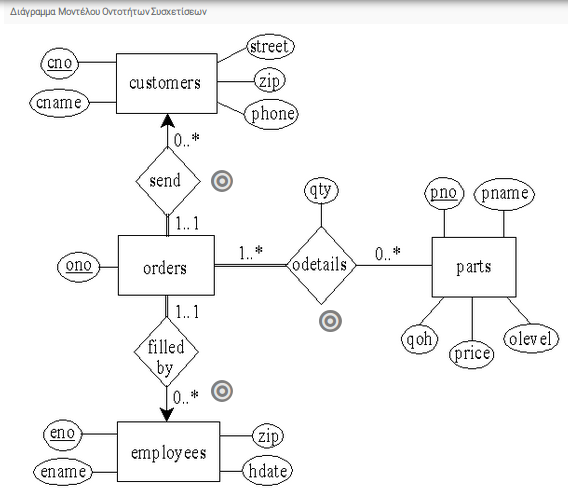 Διάγραμμα Μοντέλου Οντοτήτων Συσχετίσεων
street
cno
customers
zip
cname
phone
0..*
send
1..1
qty
pno
pname
ono
orders
1..*
odetails
0..*
parts
1..1
filled
by
qoh
price
olevel
0..*
eno
zip
employees
ename
hdate